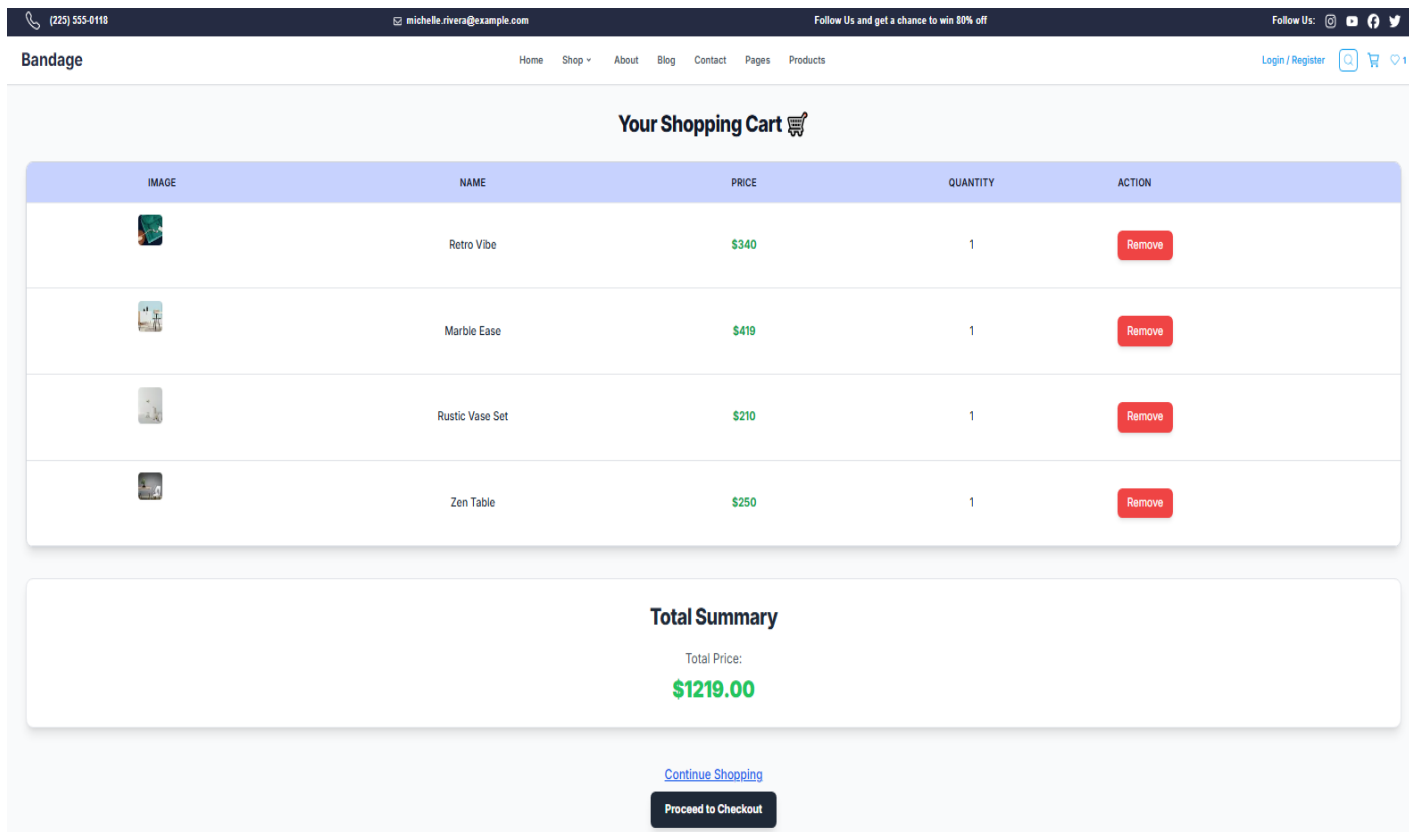 (225) 555-0118 michelle.rivera@example.com Follow Us and get a chance to win 80% off Follow Us:
Bandage Home Shop About Blog Contact Pages Products Login / Register 1
Your Shopping Cart
IMAGE NAME PRICE QUANTITY ACTION
Retro Vibe $340 1 Remove
Marble Ease $419 1 Remove
Rustic Vase Set $210 1 Remove
Zen Table $250 1 Remove
Total Summary
Total Price:
$1219.00
Continue Shopping
Proceed to Checkout